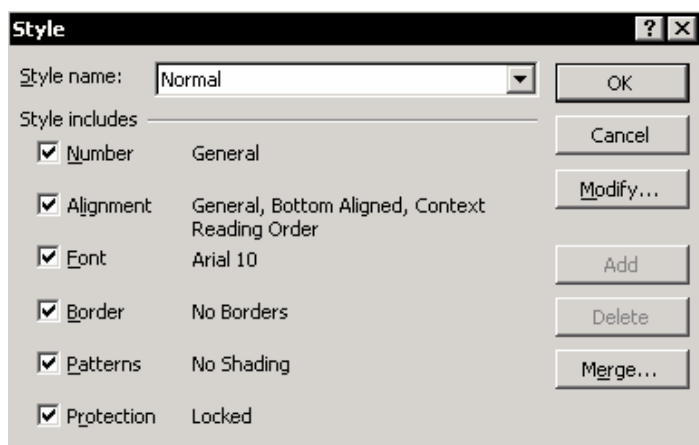 Style
Style name: Normal OK
Style includes
Cancel
Number General
Modify...
Alignment General, Bottom Aligned, Context
Reading Order
Font Arial 10
Add
Border No Borders
Delete
Patterns No Shading
Merge...
Protection Locked